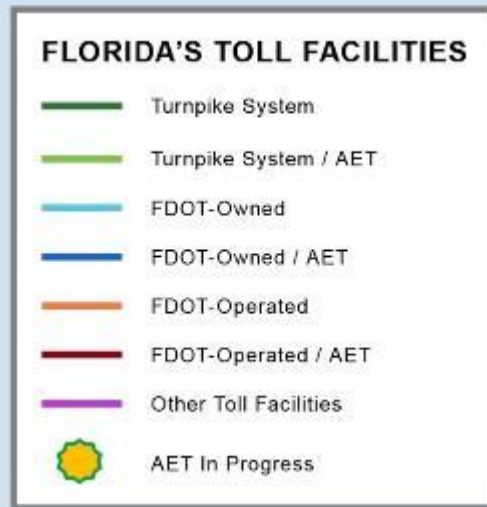 FLORIDA'S TOLL FACILITIES
Turnpike System
Turnpike System / AET
FDOT-Owned
FDOT-Owned / AET
FDOT-Operated
FDOT-Operated / AET
Other Toll Facilities
AET In Progress